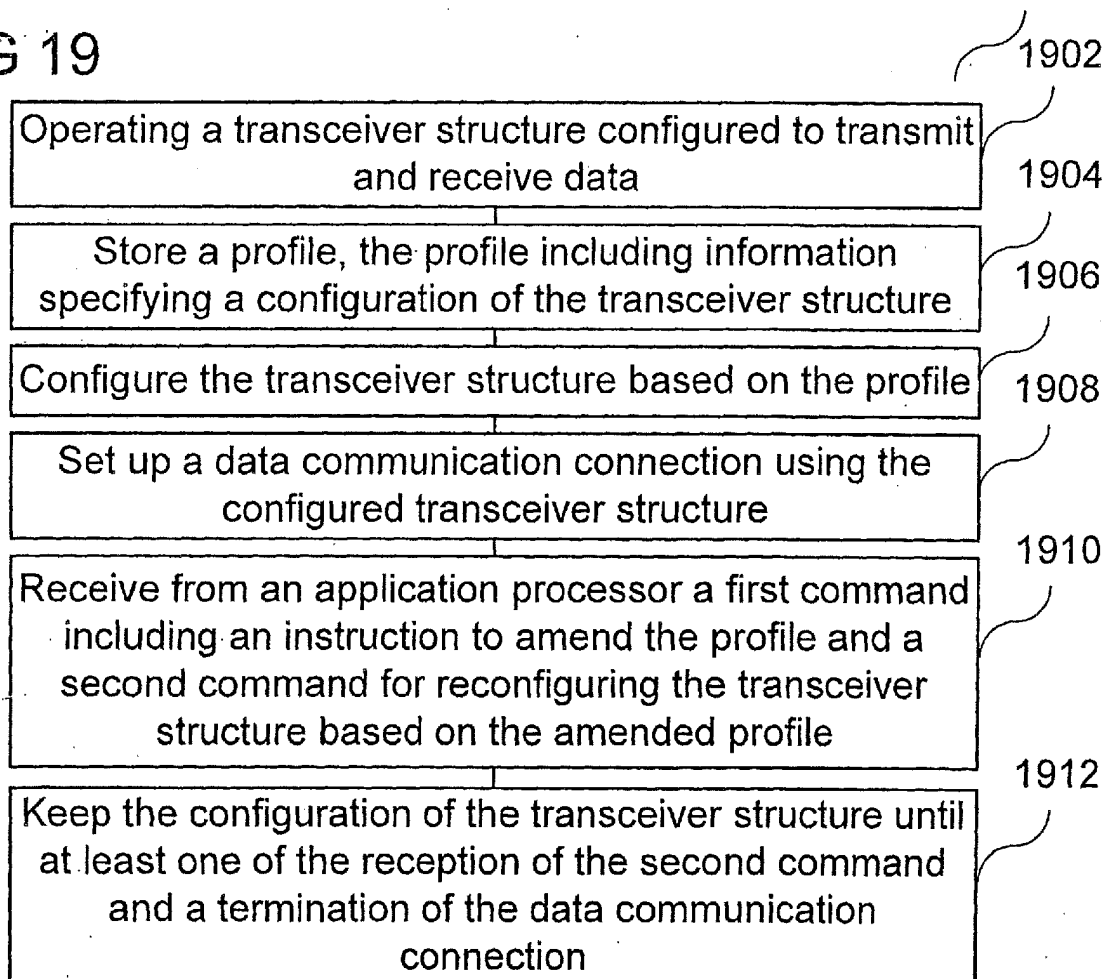 G 19
1902
Operating a transceiver structure configured to transmit
and receive data
1904
Store a profile, the profile including information
specifying a configuration of the transceiver structure
1906
Configure the transceiver structure based on the profile
1908
Set up a data communication connection using the
configured transceiver structure
1910
Receive from an application processor a first command
including an instruction to amend the profile and a
second command for reconfiguring the transceiver
structure based on the amended profile
1912
Keep the configuration of the transceiver structure until
at least one of the reception of the second command
and a termination of the data communication
connection